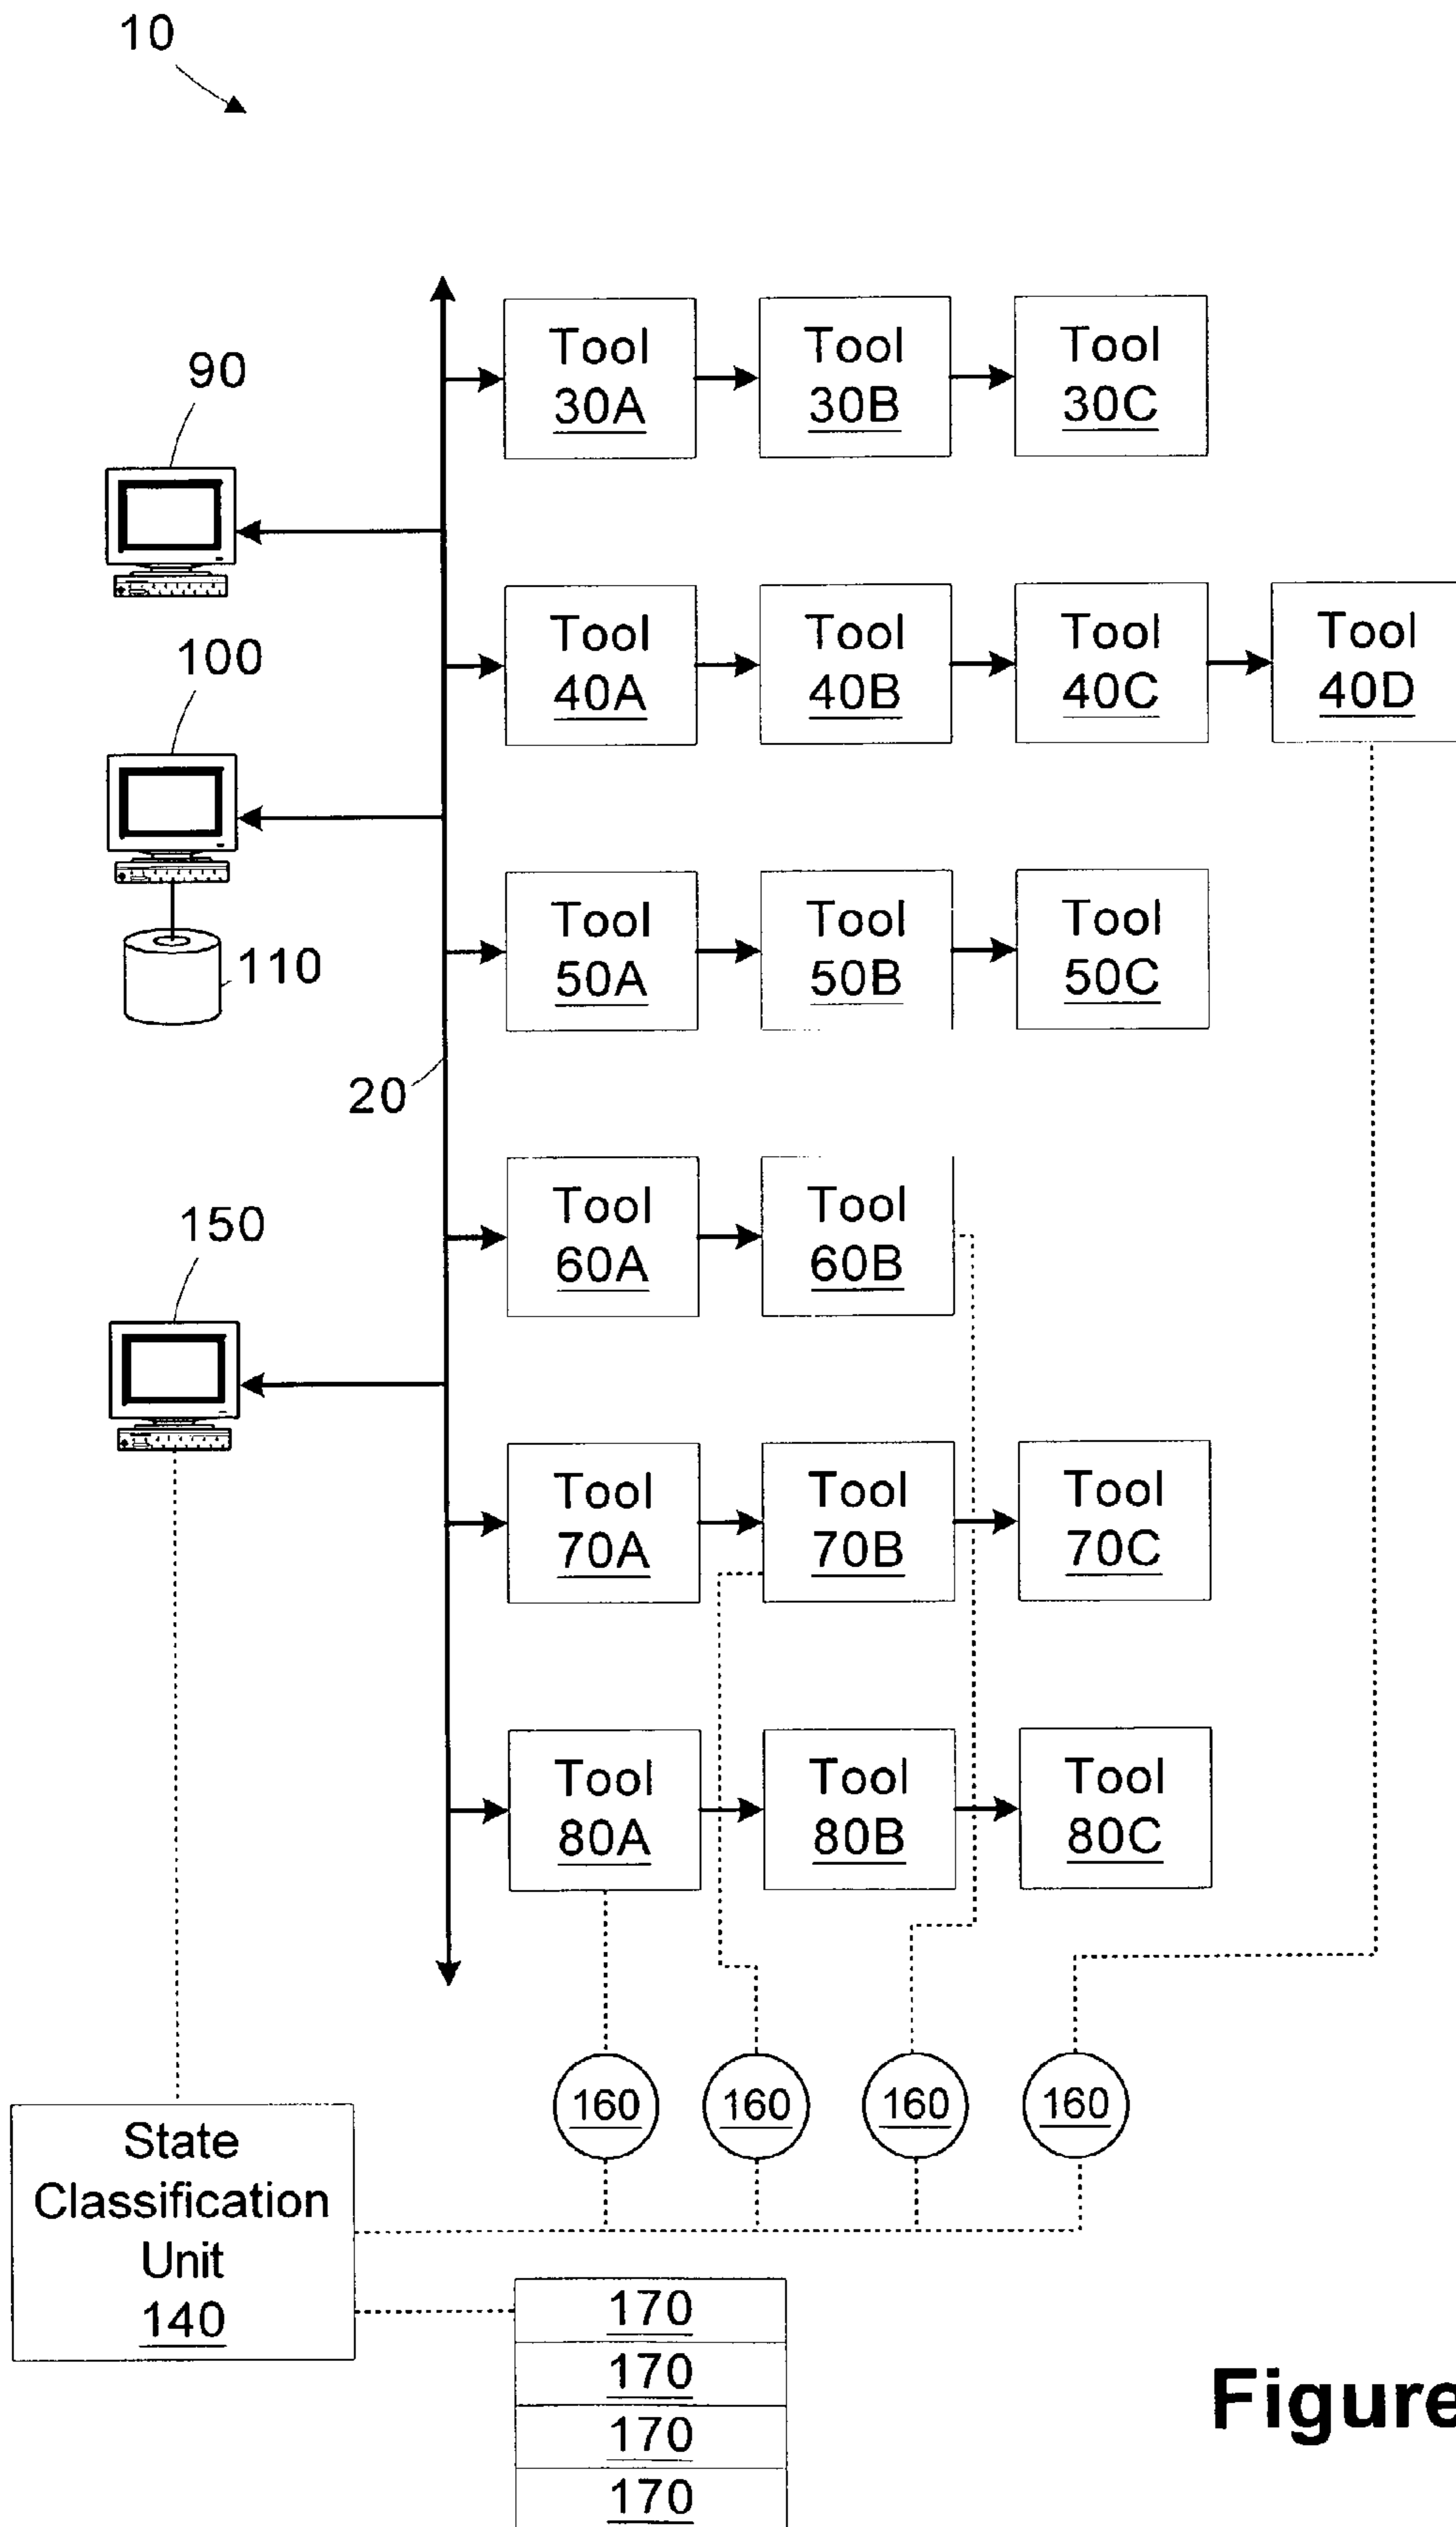 10
90
Tool
30A
Tool
30B
Tool
30C
100
Tool
40A
Tool
40B
Tool
40C
Tool
40D
110
Tool
50A
Tool
50B
Tool
50C
20
150
Tool
60A
Tool
60B
Tool
70A
Tool
70B
Tool
70C
Tool
80A
Tool
80B
Tool
80C
160
160
160
160
State
Classification
Unit
140
170
170
170
170
Figure